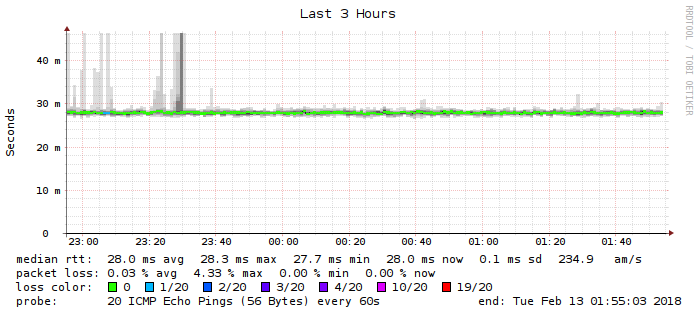 Last 3 Hours
RRDTOOL / TOBI OETIKER
Seconds
40 m
30 m
20 m
10 m
0
23:00 23:20 23:40 00:00 00:20 00:40 01:00 01:20 01:40
median rtt: 28.0 ms avg 28.3 ms max 27.7 ms min 28.0 ms now 0.1 ms sd 234.9 am/s
packet loss: 0.03 % avg 4.33 % max 0.00 % min 0.00 % now
loss color: 0 1/20 2/20 3/20 4/20 10/20 19/20
probe: 20 ICMP Echo Pings (56 Bytes) every 60s end: Tue Feb 13 01:55:03 2018